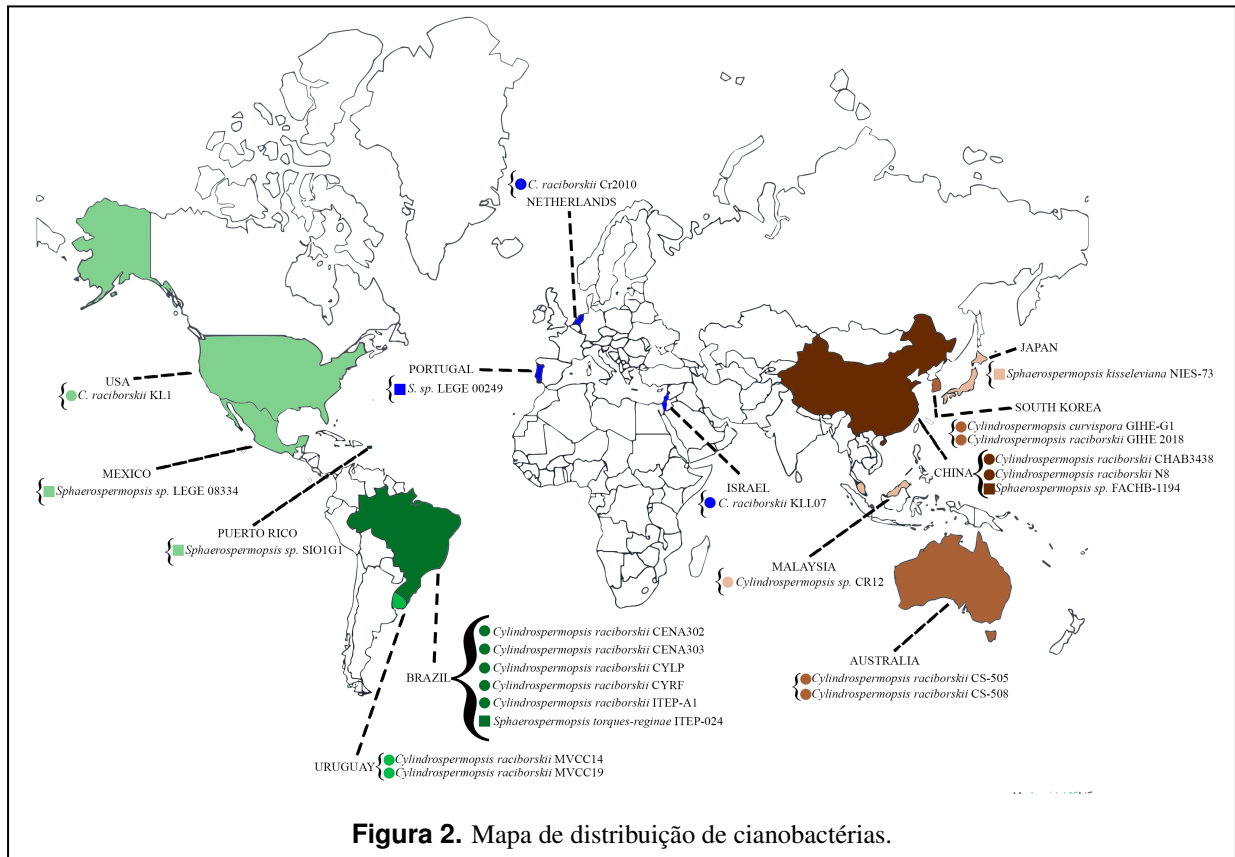 C. raciborskii Cr2010
NETHERLANDS
USA
C. raciborskii KL1
PORTUGAL
S. sp. LEGE 00249
JAPAN
Sphaerospermopsis kisseleviana NIES-73
SOUTH KOREA
Cylindrospermopsis curvispora GIHE-G1
Cylindrospermopsis raciborskii GIHE 2018
CHINA
Cylindrospermopsis raciborskii CHAB3438
Cylindrospermopsis raciborskii N8
Sphaerospermopsis sp. FACHB-1194
MEXICO
Sphaerospermopsis sp. LEGE 08334
ISRAEL
C. raciborskii KLL07
PUERTO RICO
Sphaerospermopsis sp. SIO1G1
MALAYSIA
Cylindrospermopsis sp. CR12
BRAZIL
Cylindrospermopsis raciborskii CENA302
Cylindrospermopsis raciborskii CENA303
Cylindrospermopsis raciborskii CYLP
Cylindrospermopsis raciborskii CYRF
Cylindrospermopsis raciborskii ITEP-A1
Sphaerospermopsis torques-reginae ITEP-024
AUSTRALIA
Cylindrospermopsis raciborskii CS-505
Cylindrospermopsis raciborskii CS-508
URUGUAY
Cylindrospermopsis raciborskii MVCC14
Cylindrospermopsis raciborskii MVCC19
Figura 2. Mapa de distribuição de cianobactérias.